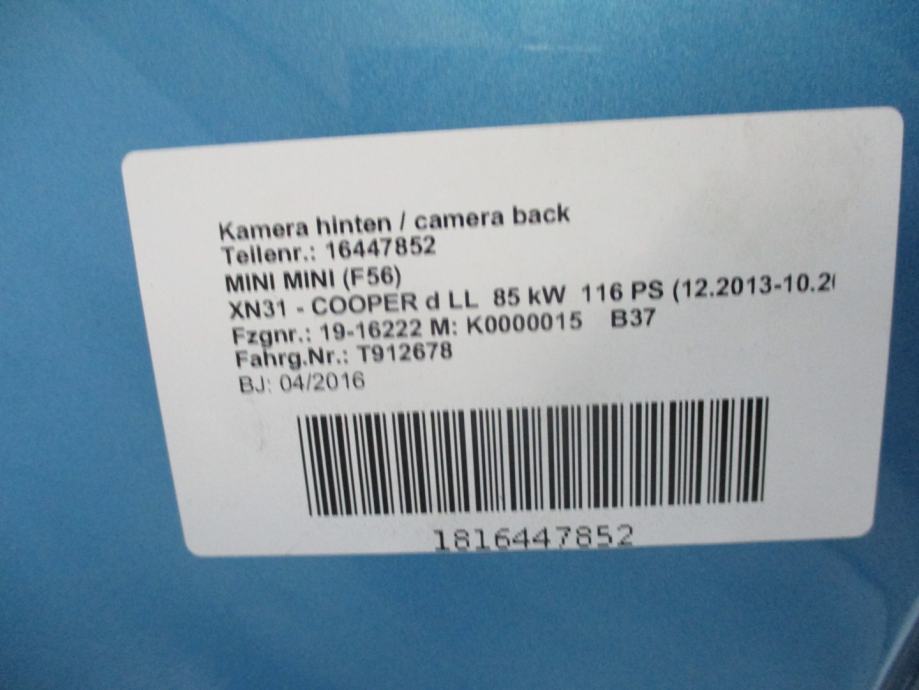 Kamera hinten / camera back
Teilenr.: 16447852
MINI MINI (F56)
XN31 - COOPER d LL 85 kW 116 PS (12.2013-10.20
Fzgnr.: 19-16222 M: K0000015 B37
Fahrg.Nr.: T912678
BJ: 04/2016
1816447852